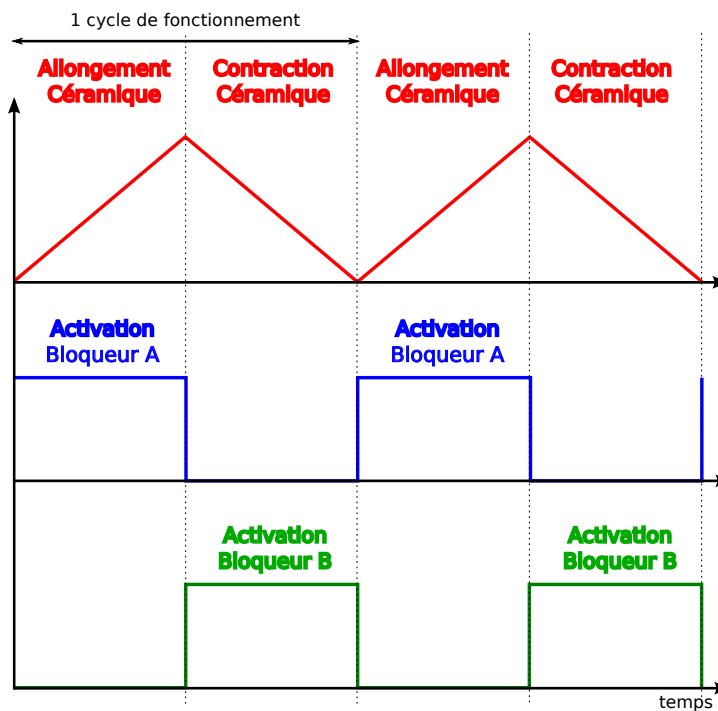 1 cycle de fonctionnement
Allongement
Céramique
Contraction
Céramique
Allongement
Céramique
Contraction
Céramique
Activation
Bloqueur A
Activation
Bloqueur A
Activation
Bloqueur B
Activation
Bloqueur B
temps